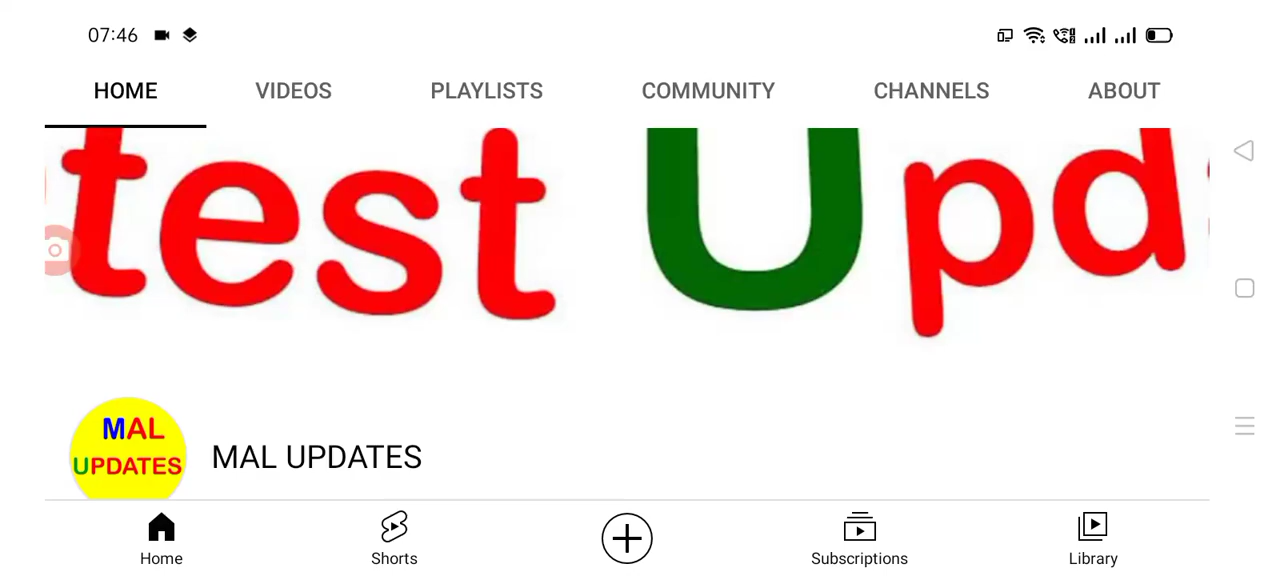 07:46
HOME VIDEOS PLAYLISTS COMMUNITY CHANNELS ABOUT
test Upd
MAL
UPDATES
MAL UPDATES
Home Shorts Subscriptions Library